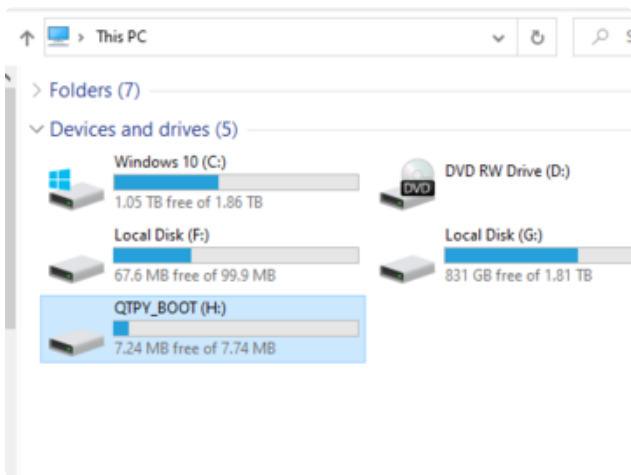 This PC
Folders (7)
Devices and drives (5)
Windows 10 (C:)
1.05 TB free of 1.86 TB
DVD
DVD RW Drive (D:)
Local Disk (F:)
67.6 MB free of 99.9 MB
Local Disk (G:)
831 GB free of 1.81 TB
QTPY_BOOT (H:)
7.24 MB free of 7.74 MB